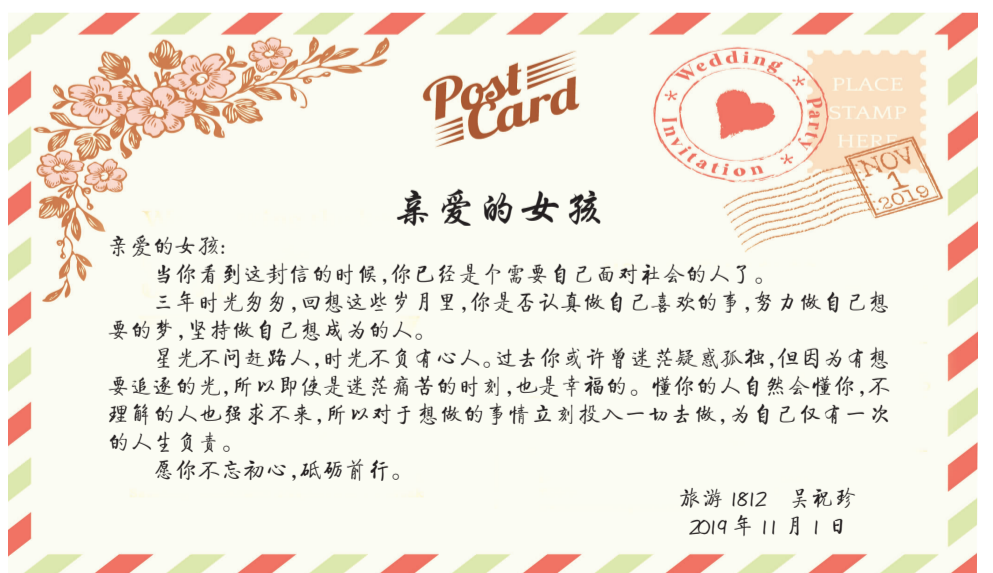 Post
Card
Wedding Party Invitation
PLACE
STAMP
HERE
NOV
1
2019
亲爱的女孩
亲爱的女孩:
当你看到这封信的时候,你已经是个需要自己面对社会的人了。
三年时光匆匆,回想这些岁月里,你是否认真做自己喜欢的事,努力做自己想
要的梦,坚持做自己想成为的人。
星光不问赶路人,时光不负有心人。过去你或许曾迷茫疑惑孤独,但因为有想
要追逐的光,所以即使是迷茫痛苦的时刻,也是幸福的。懂你的人自然会懂你,不
理解的人也强求不来,所以对于想做的事情立刻投入一切去做,为自己仅有一次
的人生负责。
愿你不忘初心,砥砺前行。
旅游1812 吴祝珍
2019年11月1日